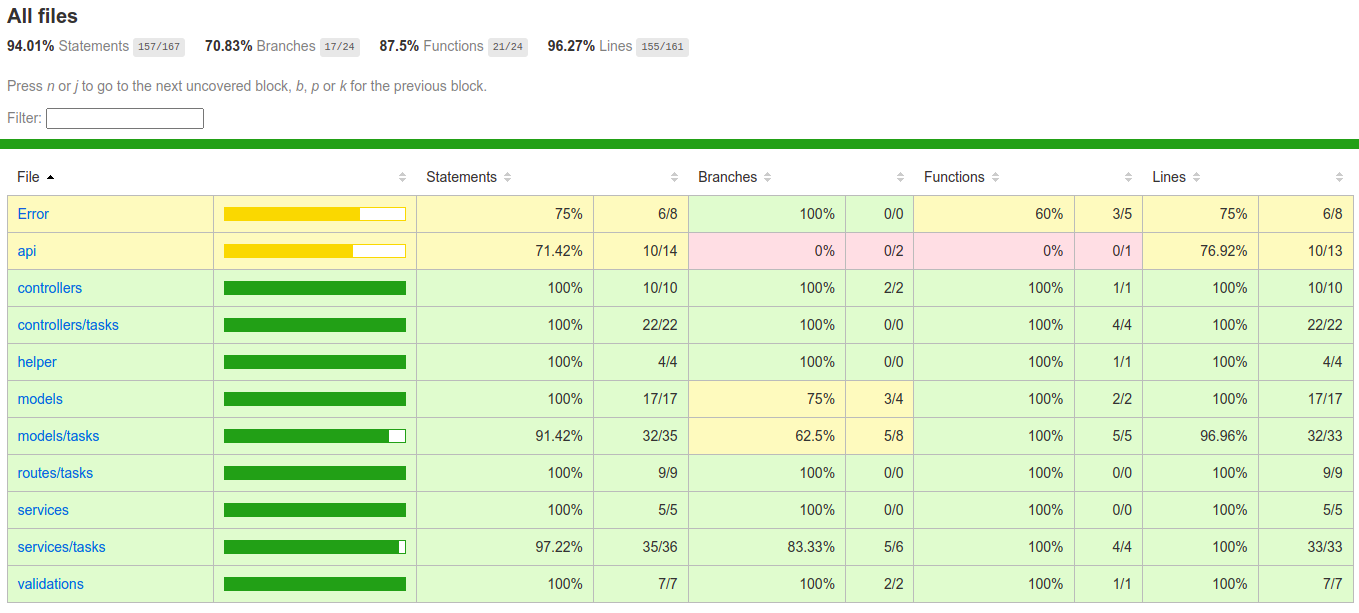 All files
94.01% Statements 157/167 70.83% Branches 17/24 87.5% Functions 21/24 96.27% Lines 155/161
Press n or j to go to the next uncovered block, b, p or k for the previous block.
Filter:
File Statements Branches Functions Lines
Error 75% 6/8 100% 0/0 60% 3/5 75% 6/8
api 71.42% 10/14 0% 0/2 0% 0/1 76.92% 10/13
controllers 100% 10/10 100% 2/2 100% 1/1 100% 10/10
controllers/tasks 100% 22/22 100% 0/0 100% 4/4 100% 22/22
helper 100% 4/4 100% 0/0 100% 1/1 100% 4/4
models 100% 17/17 75% 3/4 100% 2/2 100% 17/17
models/tasks 91.42% 32/35 62.5% 5/8 100% 5/5 96.96% 32/33
routes/tasks 100% 9/9 100% 0/0 100% 0/0 100% 9/9
services 100% 5/5 100% 0/0 100% 0/0 100% 5/5
services/tasks 97.22% 35/36 83.33% 5/6 100% 4/4 100% 33/33
validations 100% 7/7 100% 2/2 100% 1/1 100% 7/7